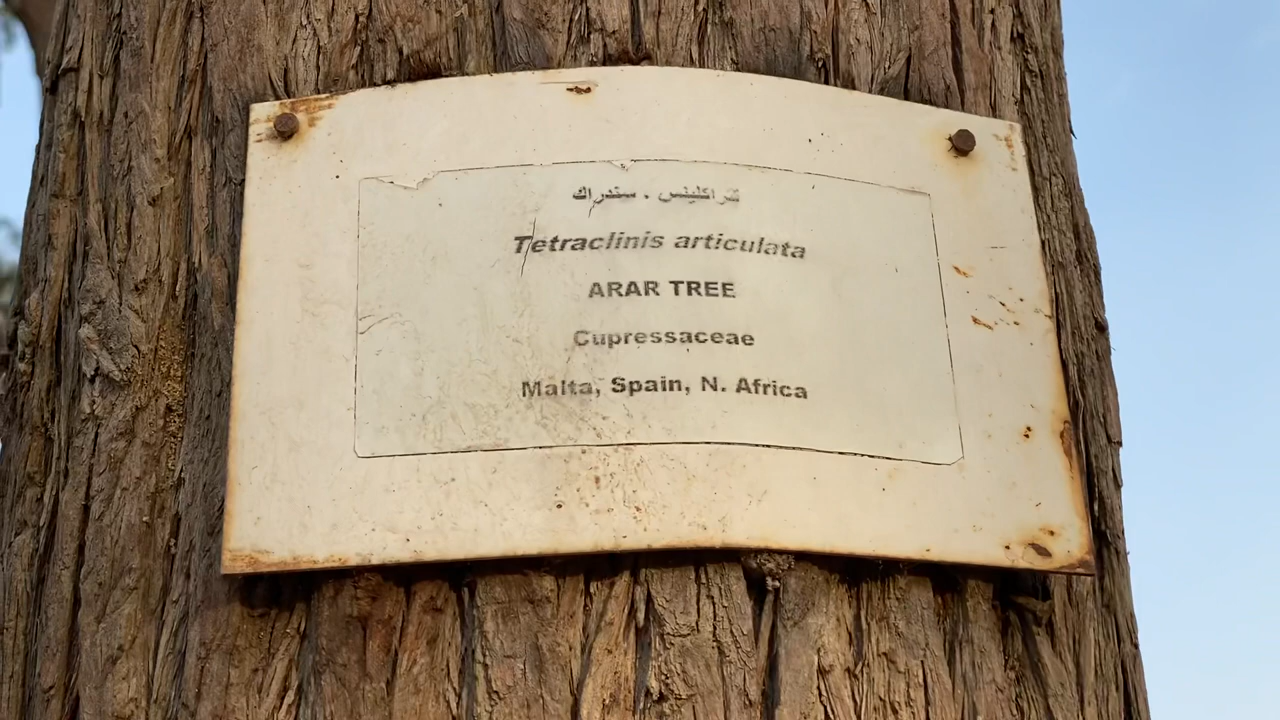 تتراكلينس . سندراك
Tetraclinis articulata
ARAR TREE
Cupressaceae
Malta, Spain, N. Africa